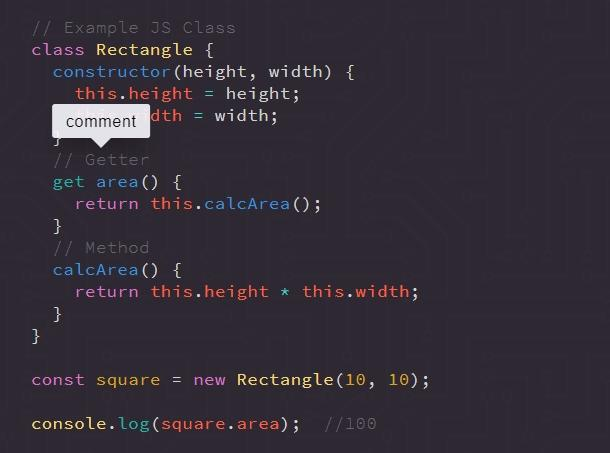 // Example JS Class
class Rectangle {
constructor(height, width) {
this.height = height;
dth = width;
comment
}
// Getter
get area() {
return this.calcArea();
}
// Method
calcArea() {
return this.height * this.width;
}
}
const square = new Rectangle(10, 10);
console.log(square.area);  //100